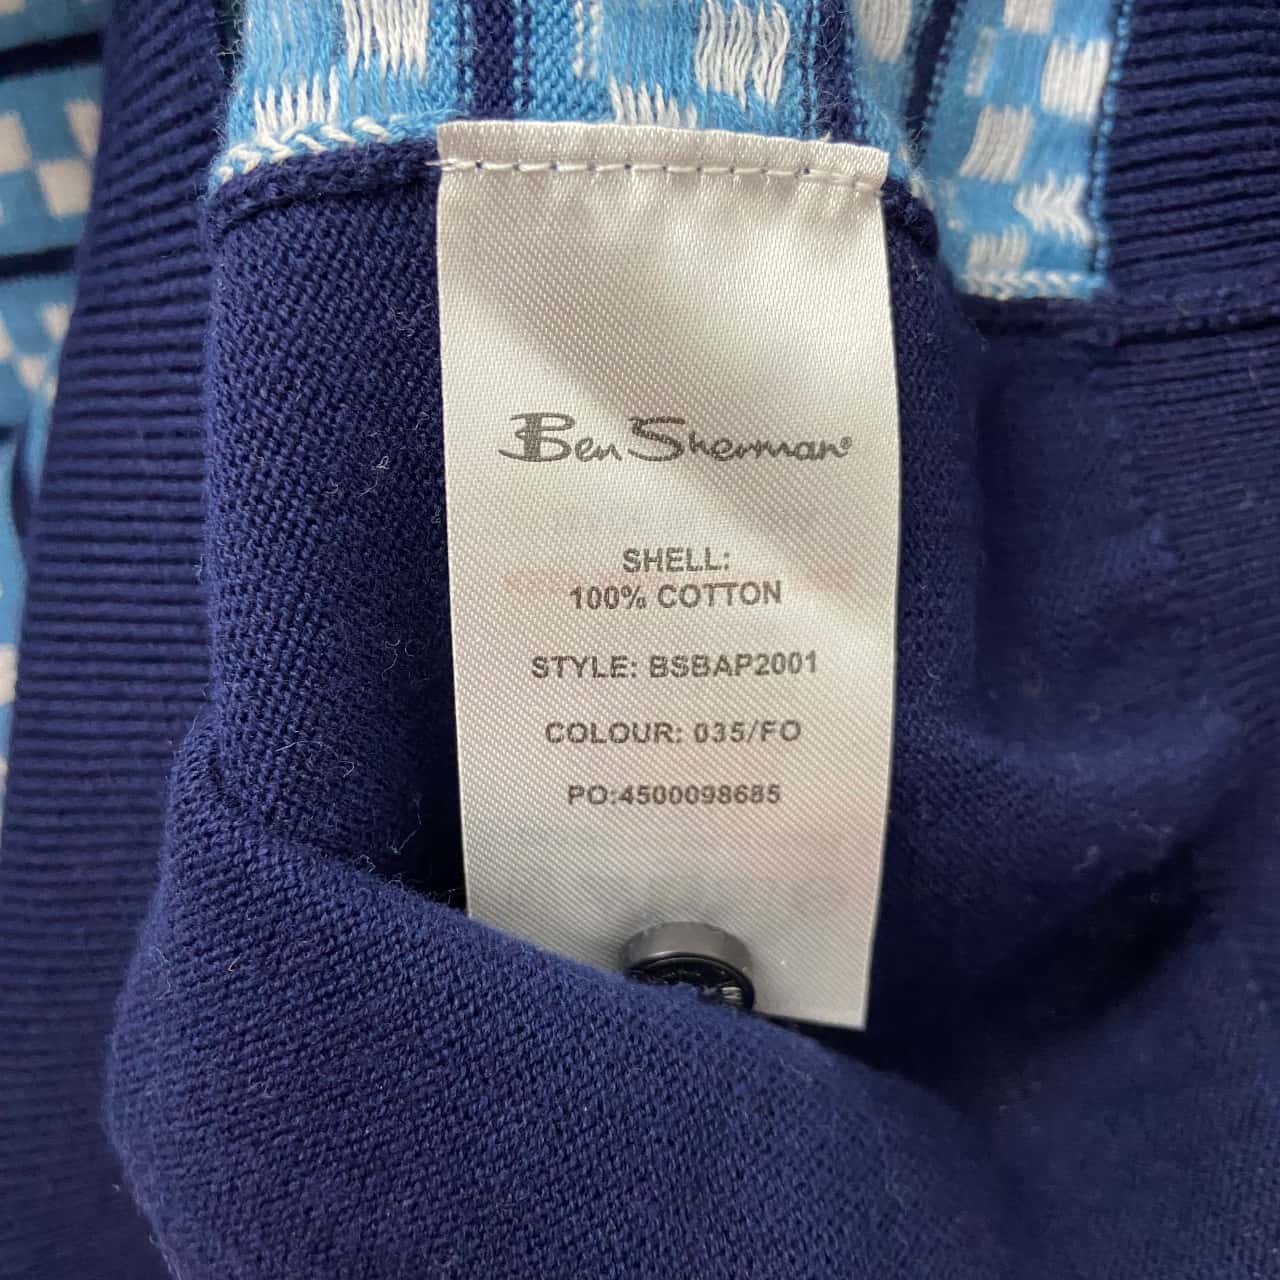 Ben Sherman®
SHELL:
100% COTTON
STYLE: BSBAP2001
COLOUR: 035/FO
PO:4500098685